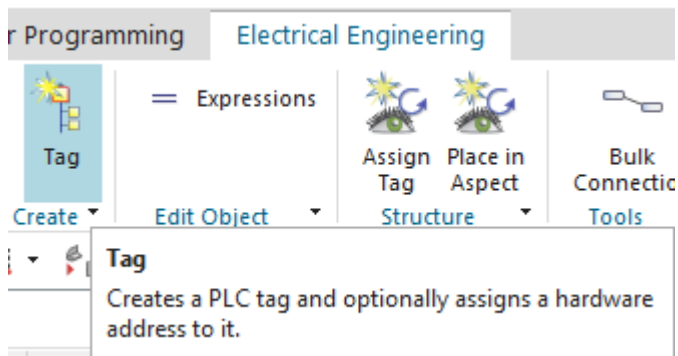 r Programming Electrical Engineering
Expressions
Tag Assign Place in Bulk
Tag Aspect Connectio
Create Edit Object Structure Tools
Tag
Creates a PLC tag and optionally assigns a hardware
address to it.